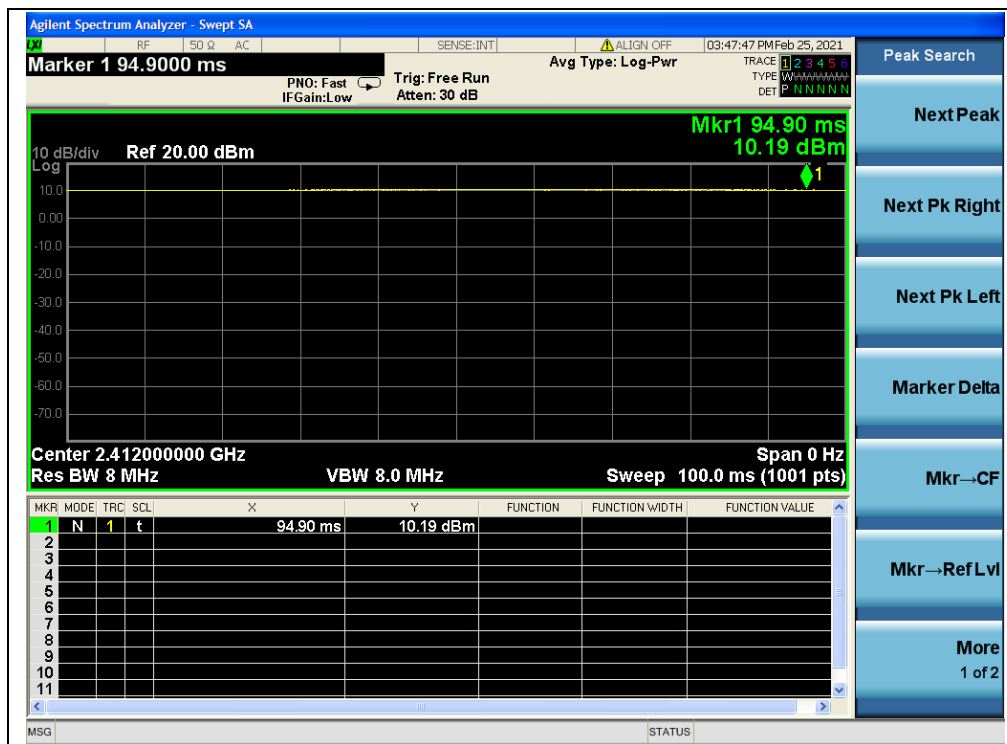 Agilent Spectrum Analyzer - Swept SA
LXI RF 50 Ω AC SENSE:INT ALIGN OFF 03:47:47 PM Feb 25, 2021
Marker 1 94.9000 ms
PNO: Fast
IFGain:Low
Trig: Free Run
Atten: 30 dB
Avg Type: Log-Pwr
TRACE 1 2 3 4 5 6
TYPE WWWWWW
DET P N N N N N
Mkr1 94.90 ms
10.19 dBm
10 dB/div Ref 20.00 dBm
Log
1
10.0
0.00
-10.0
-20.0
-30.0
-40.0
-50.0
-60.0
-70.0
Center 2.412000000 GHz Span 0 Hz
Res BW 8 MHz VBW 8.0 MHz Sweep 100.0 ms (1001 pts)
MKR MODE TRC SCL X Y FUNCTION FUNCTION WIDTH FUNCTION VALUE
1 N 1 t 94.90 ms 10.19 dBm
2
3
4
5
6
7
8
9
10
11
MSG STATUS
Peak Search
Next Peak
Next Pk Right
Next Pk Left
Marker Delta
Mkr→CF
Mkr→Ref Lvl
More
1 of 2